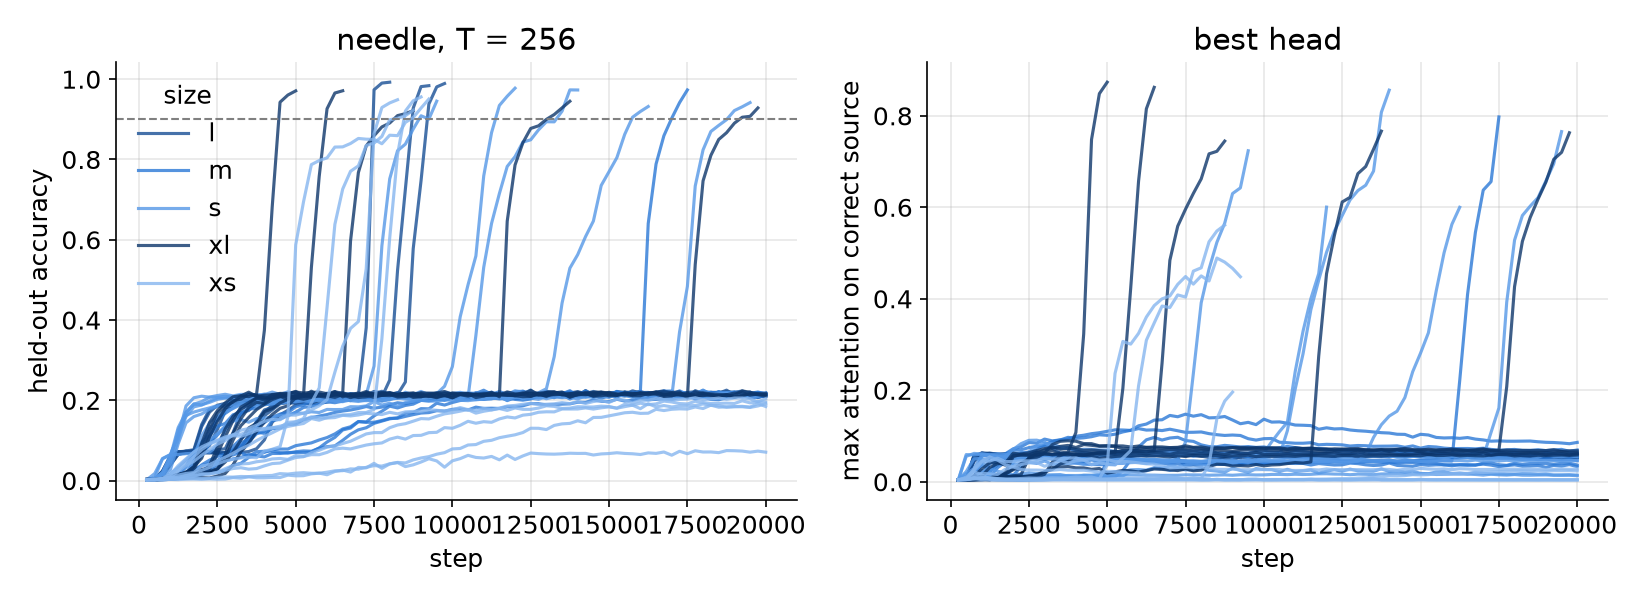 needle, T = 256
held-out accuracy
1.0
0.8
0.6
0.4
0.2
0.0
size
l
m
s
xl
xs
0 2500 5000 7500 10000 12500 15000 17500 20000
step
best head
max attention on correct source
0.8
0.6
0.4
0.2
0.0
0 2500 5000 7500 10000 12500 15000 17500 20000
step